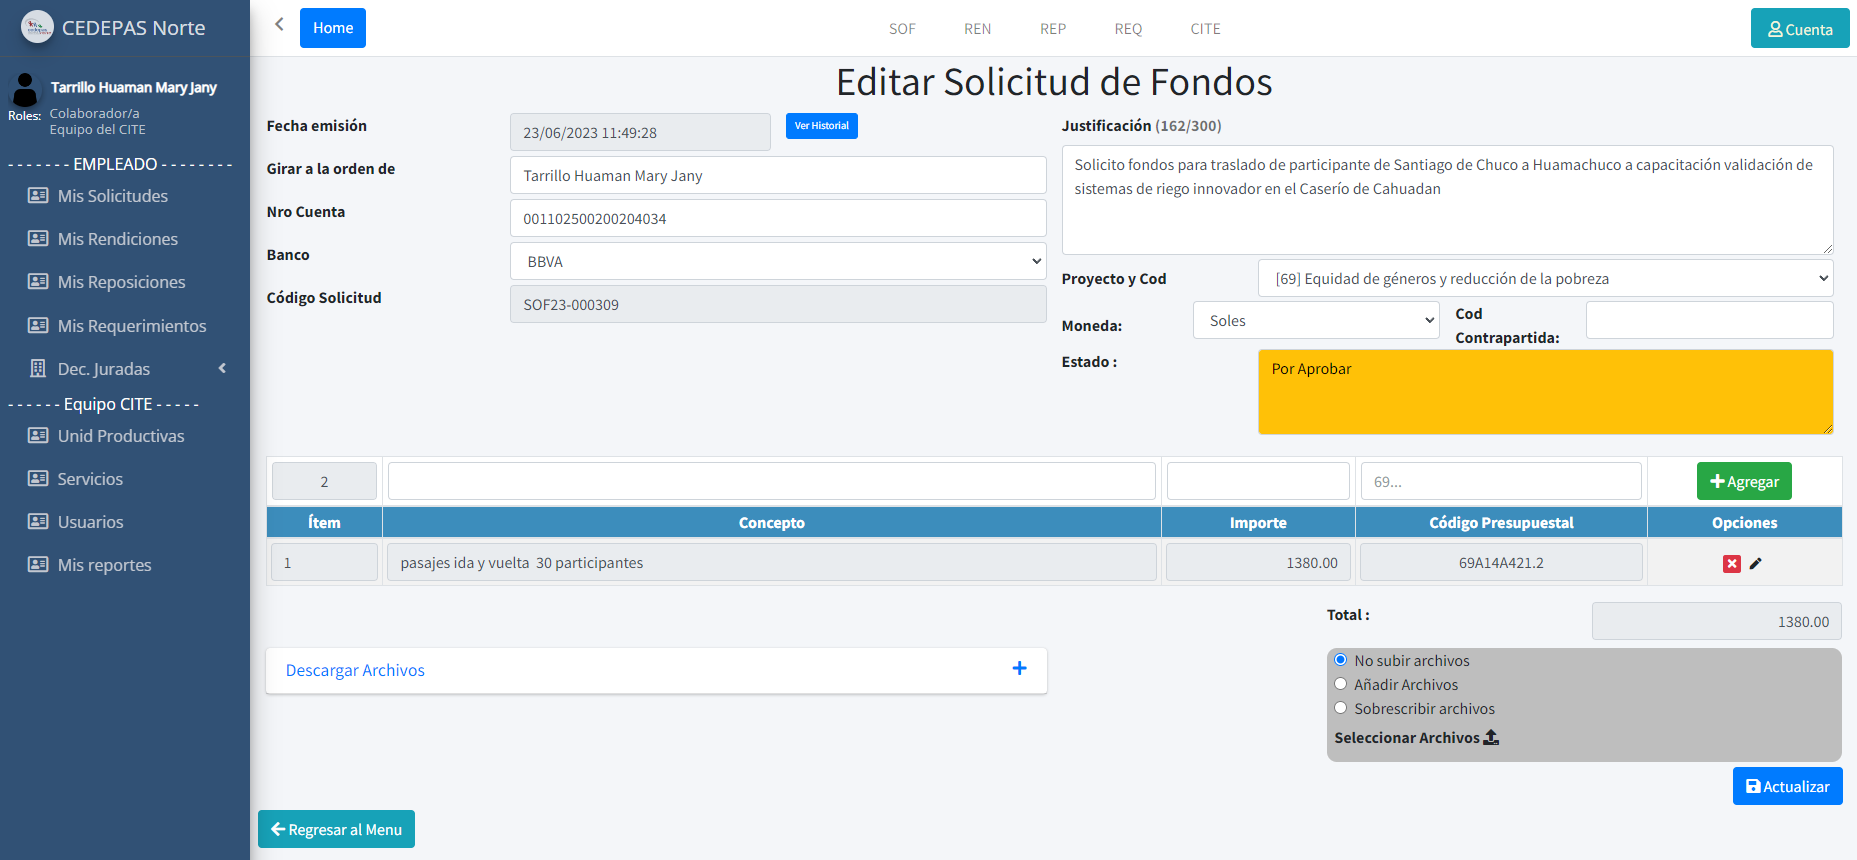 CEDEPAS Norte
Home
SOF
REN
REP
REQ
CITE
Cuenta
Tarrillo Huaman Mary Jany
Roles:
Colaborador/a
Equipo del CITE
- - - - - - - EMPLEADO - - - - - - - -
Mis Solicitudes
Mis Rendiciones
Mis Reposiciones
Mis Requerimientos
Dec. Juradas
- - - - - - Equipo CITE - - - - -
Unid Productivas
Servicios
Usuarios
Mis reportes
Editar Solicitud de Fondos
Fecha emisión
23/06/2023 11:49:28
Ver Historial
Girar a la orden de
Tarrillo Huaman Mary Jany
Nro Cuenta
001102500200204034
Banco
BBVA
Código Solicitud
SOF23-000309
Justificación (162/300)
Solicito fondos para traslado de participante de Santiago de Chuco a Huamachuco a capacitación validación de
sistemas de riego innovador en el Caserío de Cahuadan
Proyecto y Cod
[69] Equidad de géneros y reducción de la pobreza
Moneda:
Soles
Cod
Contrapartida:
Estado :
Por Aprobar
2
69...
Agregar
Ítem
Concepto
Importe
Código Presupuestal
Opciones
1
pasajes ida y vuelta 30 participantes
1380.00
69A14A421.2
Total :
1380.00
Descargar Archivos
No subir archivos
Añadir Archivos
Sobrescribir archivos
Seleccionar Archivos
Actualizar
Regresar al Menu